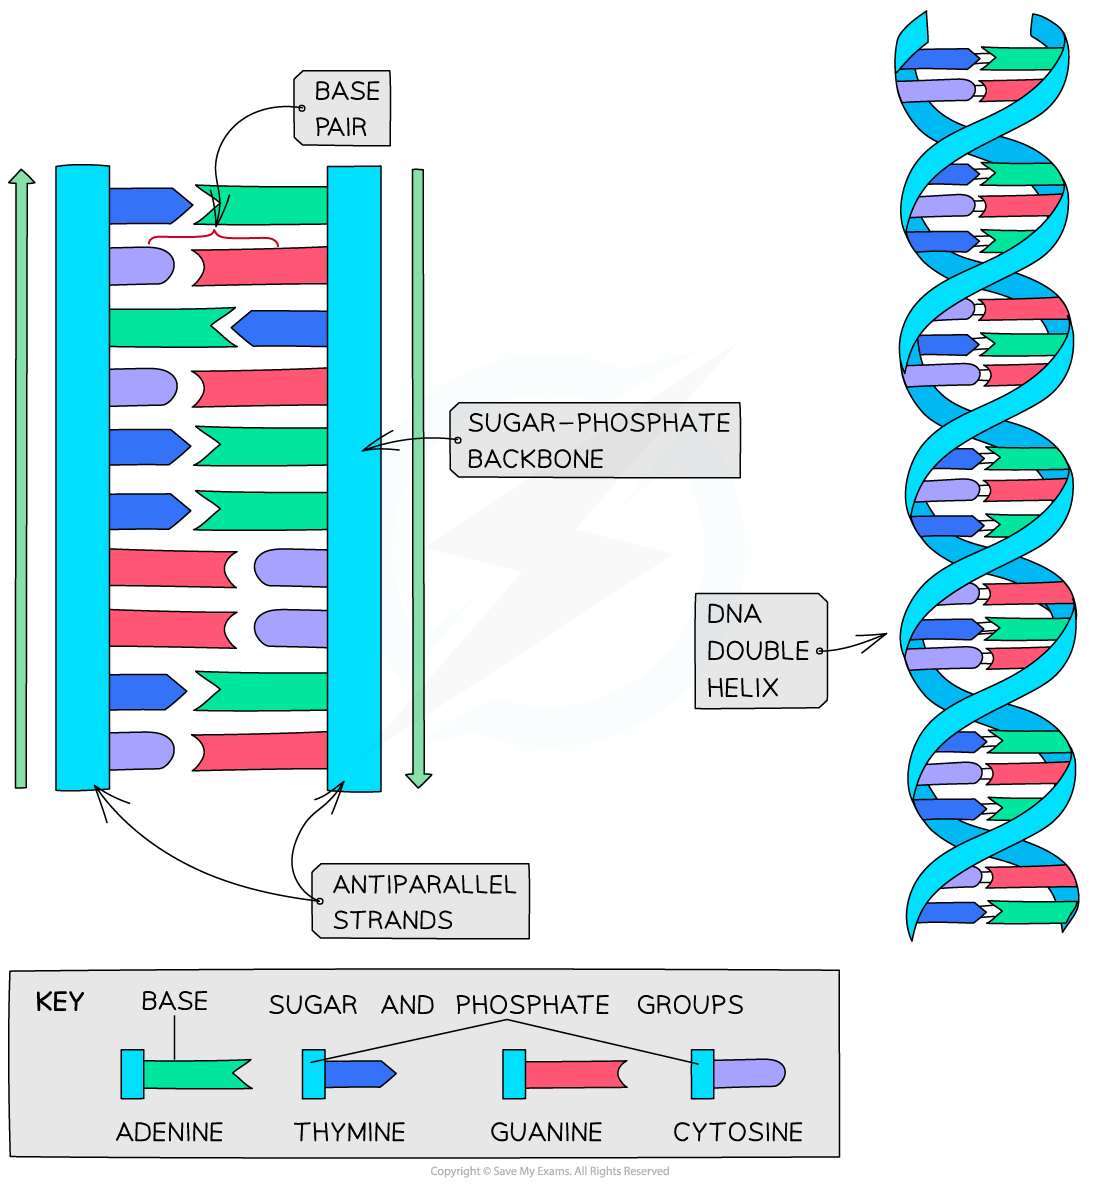 BASE
PAIR
SUGAR-PHOSPHATE
BACKBONE
DNA
DOUBLE
HELIX
ANTIPARALLEL
STRANDS
KEY BASE SUGAR AND PHOSPHATE GROUPS
ADENINE THYMINE GUANINE CYTOSINE
Copyright © Save My Exams. All Rights Reserved